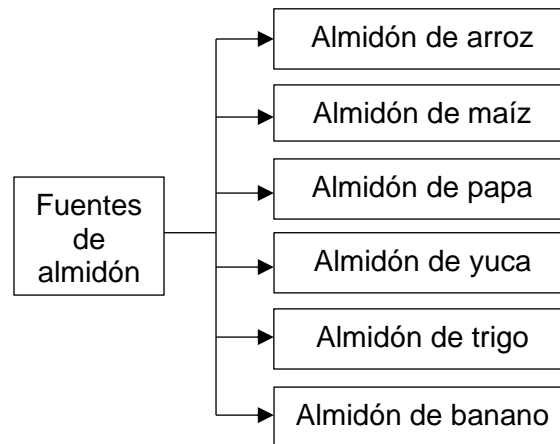 Fuentes
de
almidón
Almidón de arroz
Almidón de maíz
Almidón de papa
Almidón de yuca
Almidón de trigo
Almidón de banano